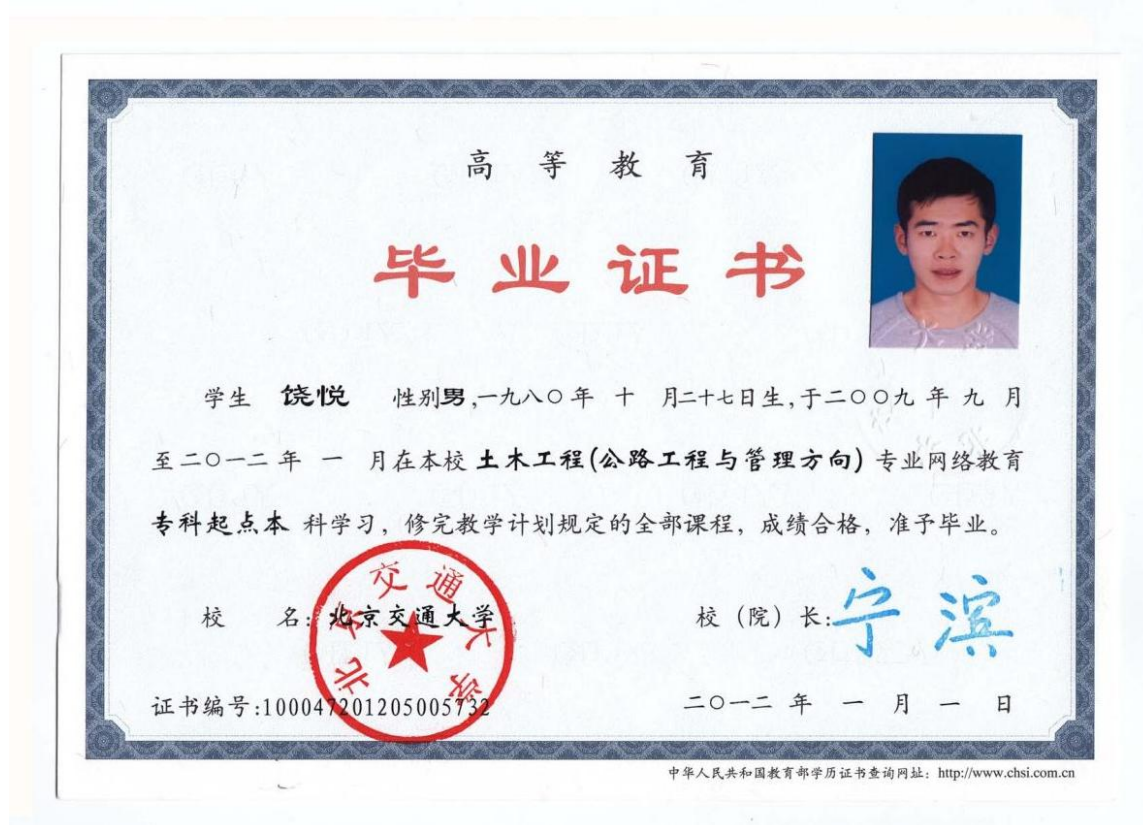 高等教育
毕业证书
学生 饶悦 性别男,一九八〇年 十 月二十七日生,于二〇〇九 年 九 月
至二〇一二 年 一 月在本校 土木工程(公路工程与管理方向) 专业网络教育
专科起点本 科学习，修完教学计划规定的全部课程，成绩合格，准予毕业。
校 名: 北京交通大学
校（院）长: 宁滨
北京交通大学
证书编号:100047201205005732
二〇一二 年 一 月 一 日
中华人民共和国教育部学历证书查询网址: http://www.chsi.com.cn